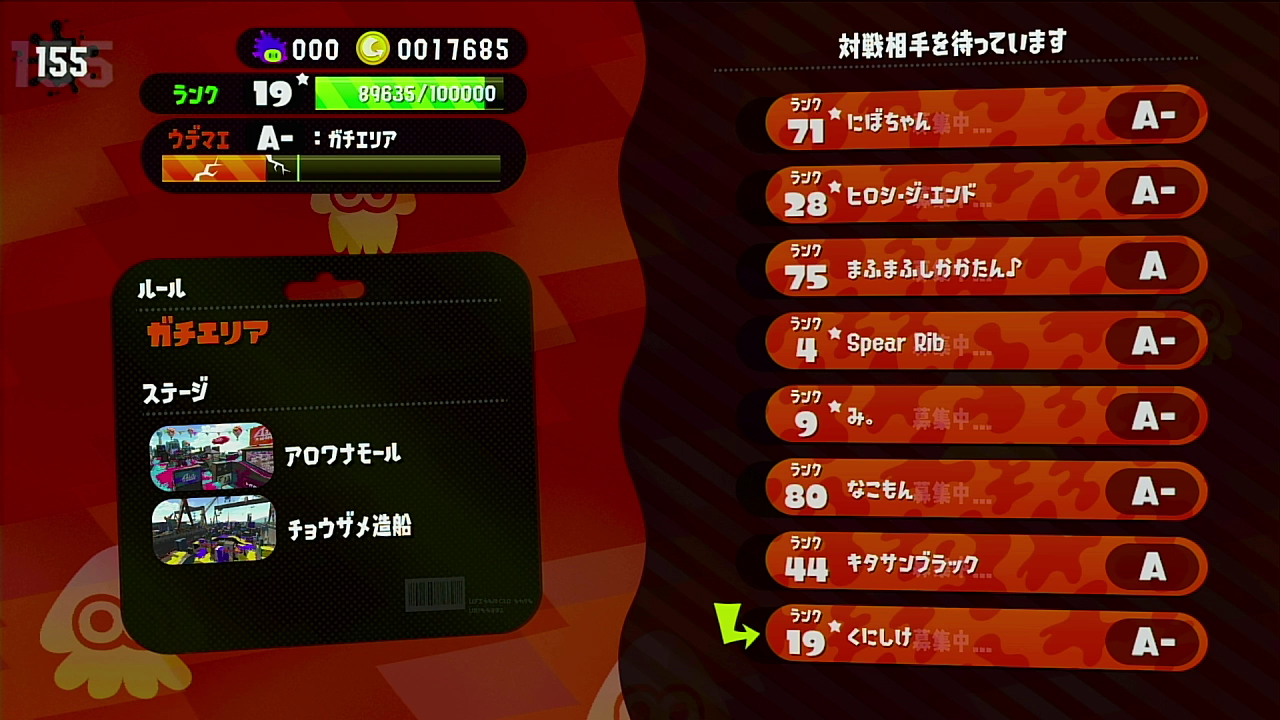 155
000 0017685
ランク 19 89635/100000
ウデマエ A- : ガチエリア
ルール
ガチエリア
ステージ
アロワナモール
チョウザメ造船
対戦相手を待っています
ランク 71 にぼちゃん 募集中... A-
ランク 28 ヒロシ・ジ・エンド A-
ランク 75 まふまふしかかたん♪ A
ランク 4 Spear Rib 募集中... A-
ランク 9 み。 募集中... A-
ランク 80 なこもん 募集中... A-
ランク 44 キタサンブラック A
ランク 19 くにしげ 募集中... A-